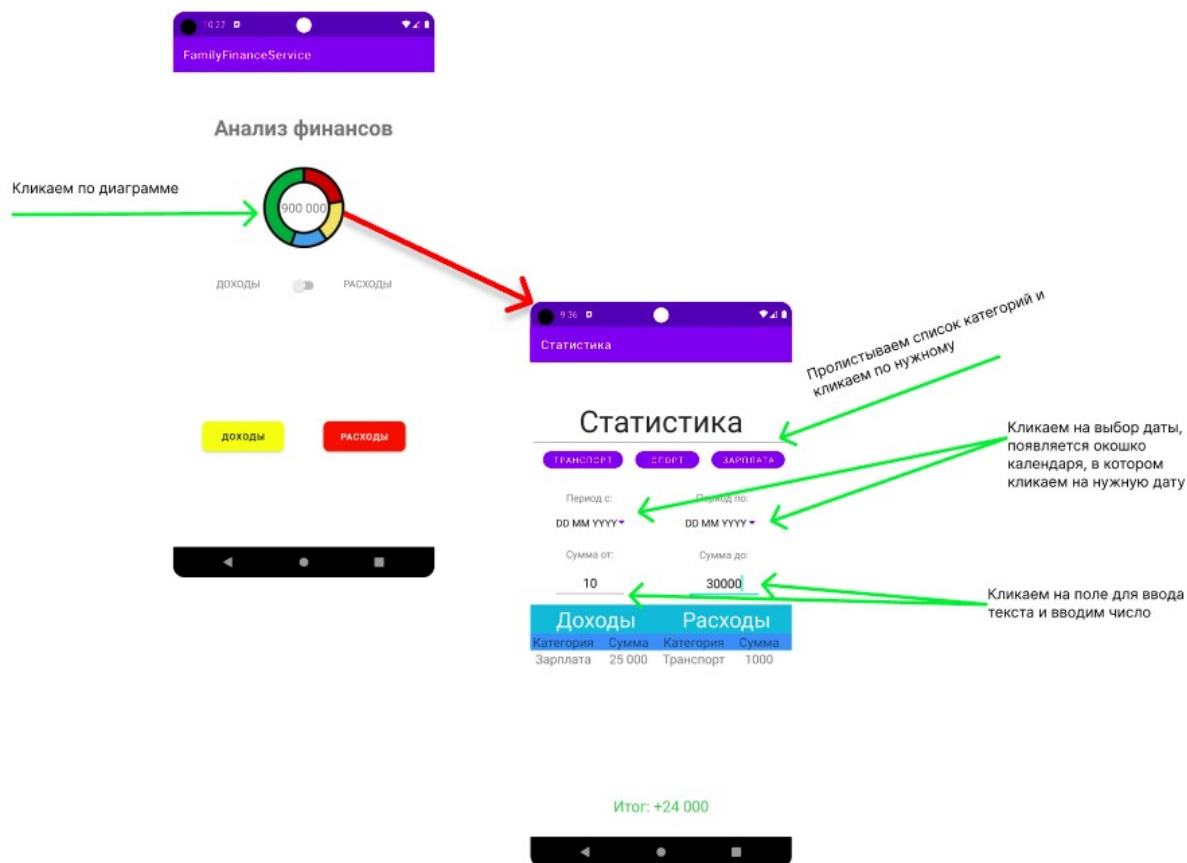 10:27
FamilyFinanceService
Анализ финансов
Кликаем по диаграмме
900 000
ДОХОДЫ
РАСХОДЫ
ДОХОДЫ
РАСХОДЫ
9:36
Статистика
Пролистываем список категорий и
кликаем по нужному
Статистика
ТРАНСПОРТ СПОРТ ЗАРПЛАТА
Кликаем на выбор даты,
появляется окошко
календаря, в котором
кликаем на нужную дату
Период с: Период по:
DD MM YYYY DD MM YYYY
Сумма от: Сумма до:
10 30000
Кликаем на поле для ввода
текста и вводим число
Доходы Расходы
Категория Сумма Категория Сумма
Зарплата 25 000 Транспорт 1000
Итог: +24 000